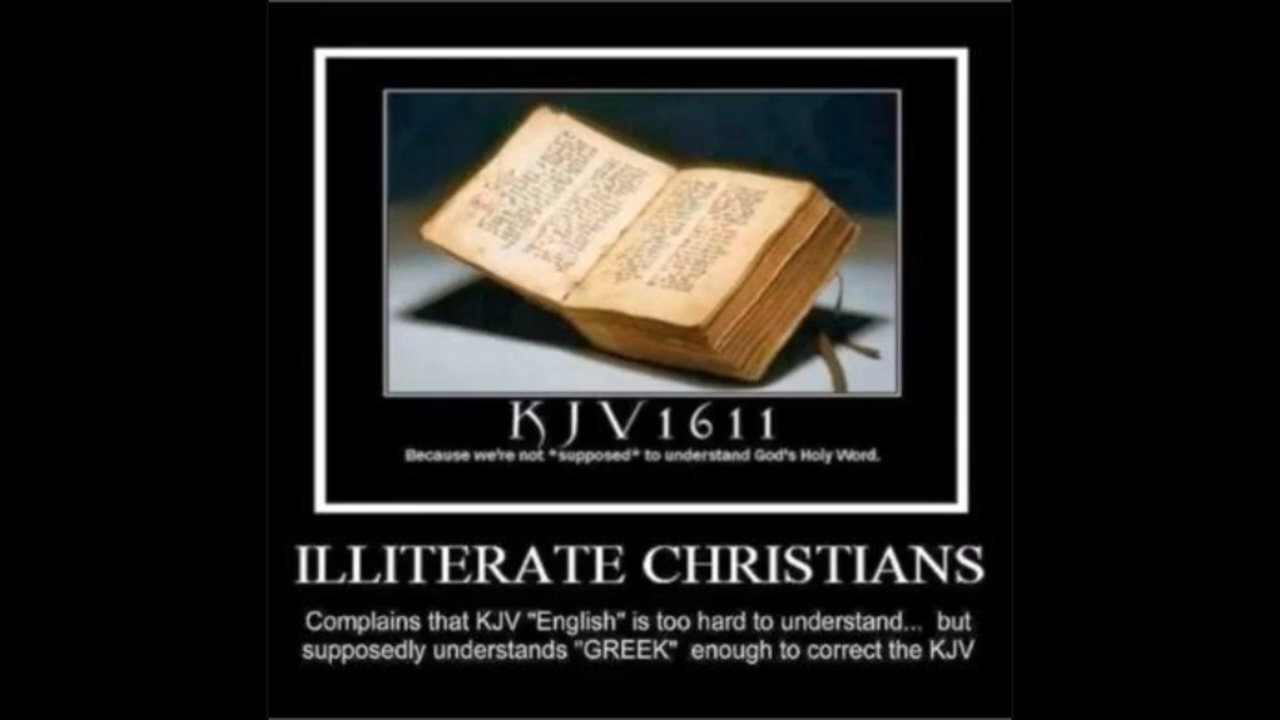 KJV1611
Because we're not *supposed* to understand God's Holy Word.
ILLITERATE CHRISTIANS
Complains that KJV "English" is too hard to understand... but
supposedly understands "GREEK" enough to correct the KJV